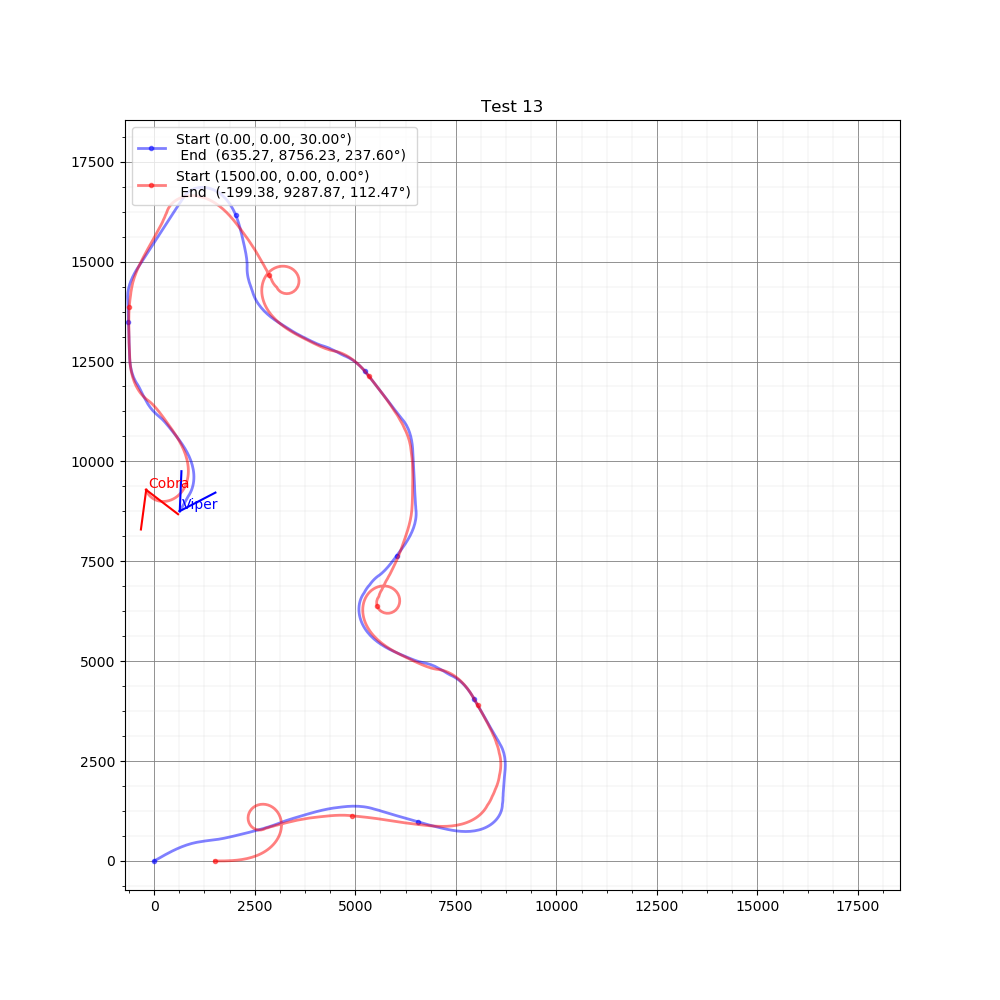 Test 13
Start (0.00, 0.00, 30.00°)
End (635.27, 8756.23, 237.60°)
Start (1500.00, 0.00, 0.00°)
End (-199.38, 9287.87, 112.47°)
17500
15000
12500
10000
7500
5000
2500
0
Cobra
Viper
0 2500 5000 7500 10000 12500 15000 17500